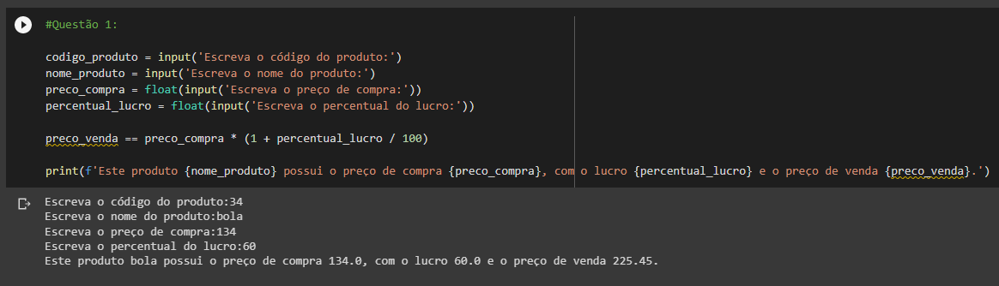 #Questão 1:
codigo_produto = input('Escreva o código do produto:')
nome_produto = input('Escreva o nome do produto:')
preco_compra = float(input('Escreva o preço de compra:'))
percentual_lucro = float(input('Escreva o percentual do lucro:'))
preco_venda == preco_compra * (1 + percentual_lucro / 100)
print(f'Este produto {nome_produto} possui o preço de compra {preco_compra}, com o lucro {percentual_lucro} e o preço de venda {preco_venda}.')
Escreva o código do produto:34
Escreva o nome do produto:bola
Escreva o preço de compra:134
Escreva o percentual do lucro:60
Este produto bola possui o preço de compra 134.0, com o lucro 60.0 e o preço de venda 225.45.